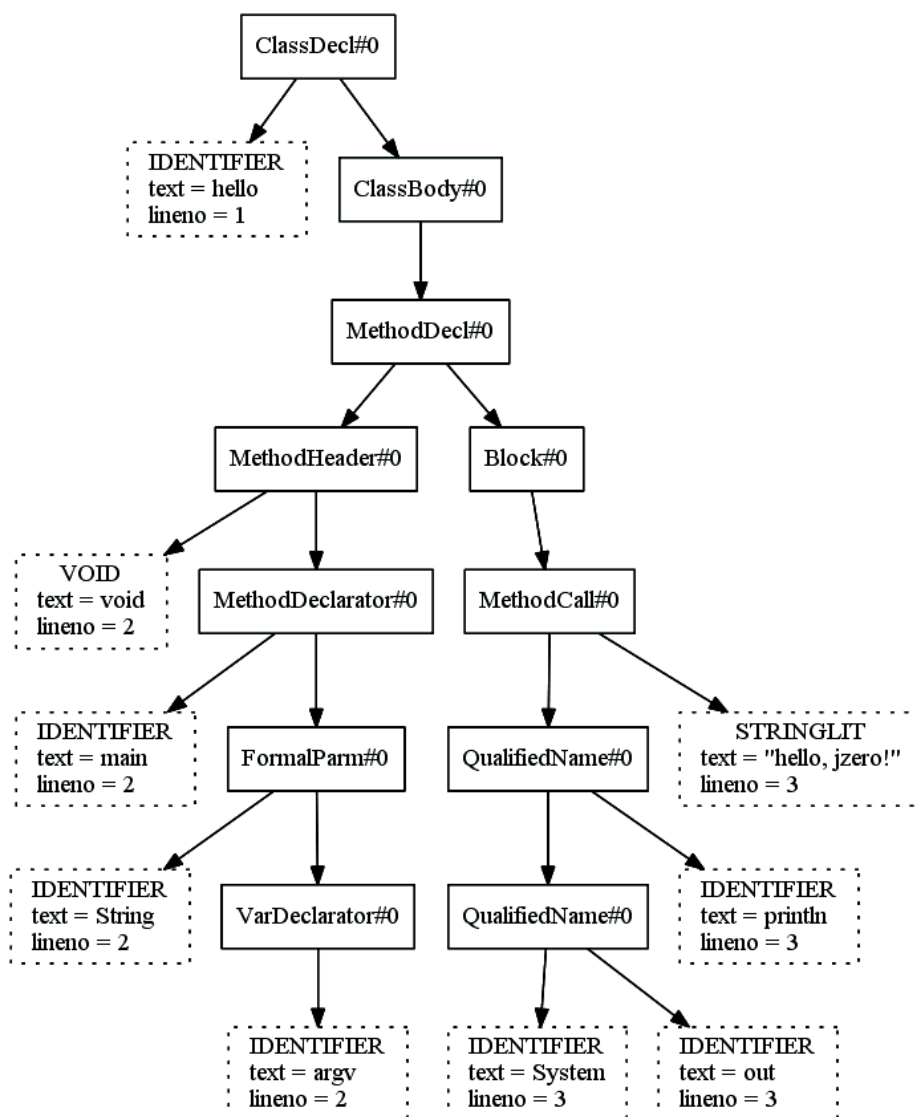 ClassDecl#0
IDENTIFIER
text = hello
lineno = 1
ClassBody#0
MethodDecl#0
MethodHeader#0
Block#0
VOID
text = void
lineno = 2
MethodDeclarator#0
MethodCall#0
IDENTIFIER
text = main
lineno = 2
FormalParm#0
QualifiedName#0
STRINGLIT
text = "hello, jzero!"
lineno = 3
IDENTIFIER
text = String
lineno = 2
VarDeclarator#0
QualifiedName#0
IDENTIFIER
text = println
lineno = 3
IDENTIFIER
text = argv
lineno = 2
IDENTIFIER
text = System
lineno = 3
IDENTIFIER
text = out
lineno = 3